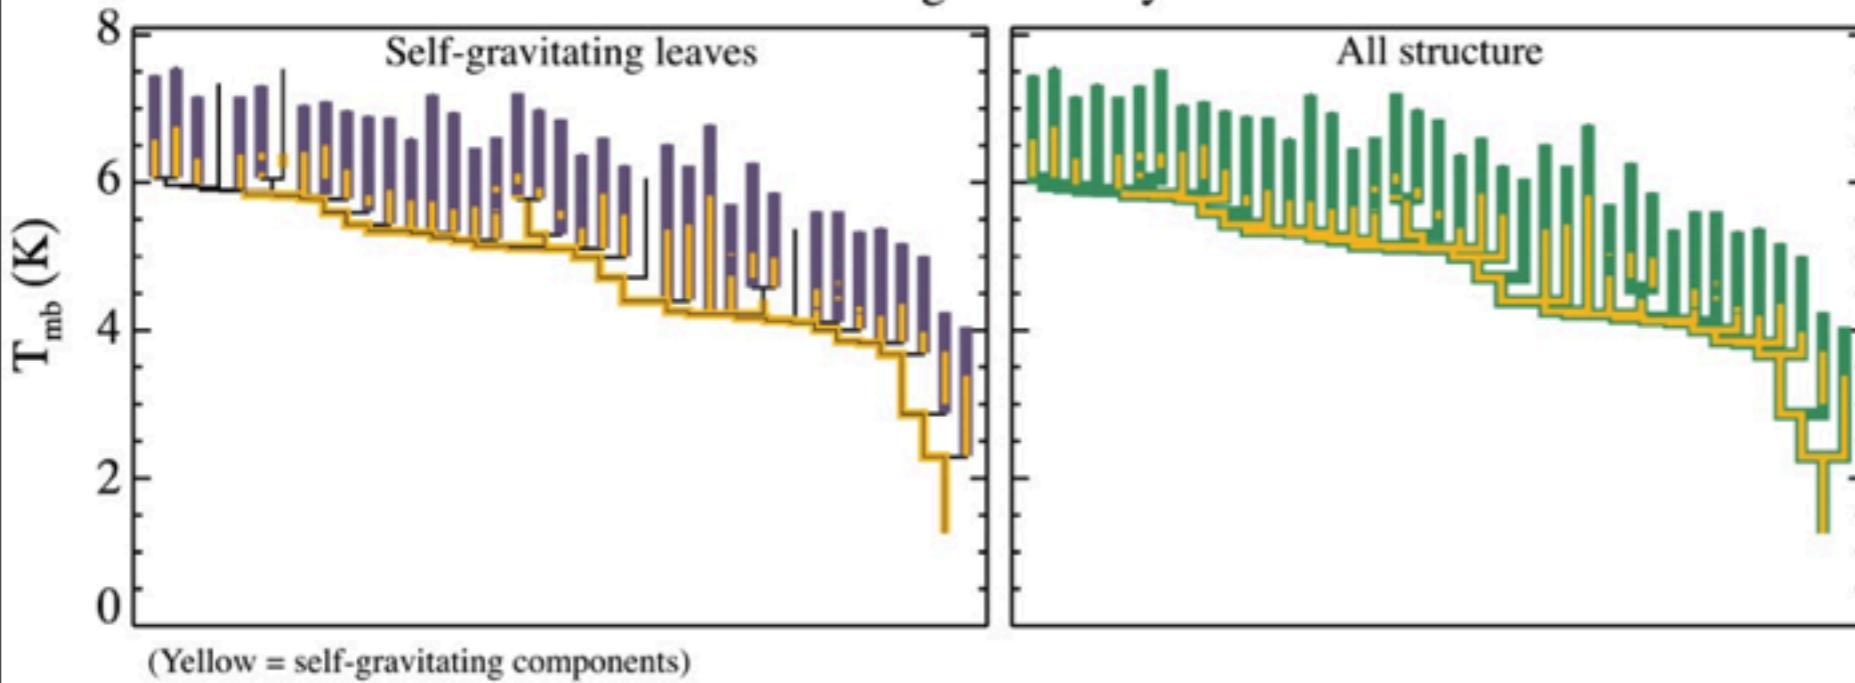 8
Self-gravitating leaves
All structure
6
T_mb (K)
4
2
0
(Yellow = self-gravitating components)